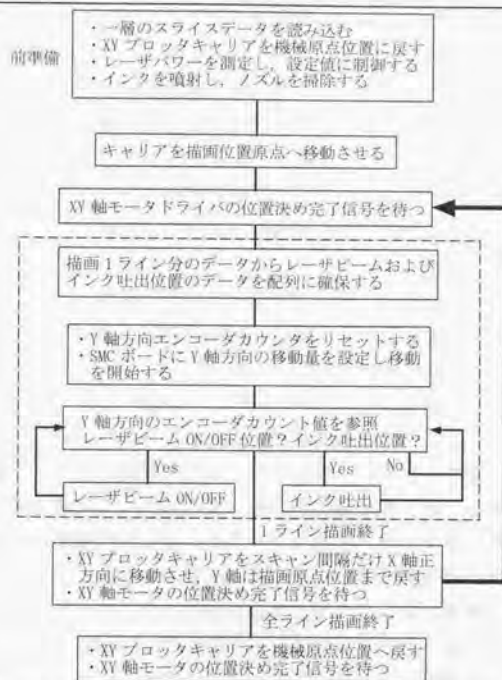 ・一層のスライスデータを読み込む
・XY プロッタキャリアを機械原点位置に戻す
前準備
・レーザパワーを測定し，設定値に制御する
・インクを噴射し，ノズルを掃除する
キャリアを描画位置原点へ移動させる
XY 軸モータドライバの位置決め完了信号を待つ
描画1ライン分のデータからレーザビームおよび
インク吐出位置のデータを配列に確保する
・Y 軸方向エンコーダカウンタをリセットする
・SMC ボードに Y 軸方向の移動量を設定し移動
を開始する
Y 軸方向のエンコーダカウント値を参照
レーザビーム ON/OFF 位置？インク吐出位置？
Yes
Yes
No
レーザビーム ON/OFF
インク吐出
1 ライン描画終了
・XY プロッタキャリアをスキャン間隔だけ X 軸正
方向に移動させ，Y 軸は描画原点位置まで戻す
・XY 軸モータの位置決め完了信号を待つ
全ライン描画終了
・XY プロッタキャリアを機械原点位置へ戻す
・XY 軸モータの位置決め完了信号を待つ